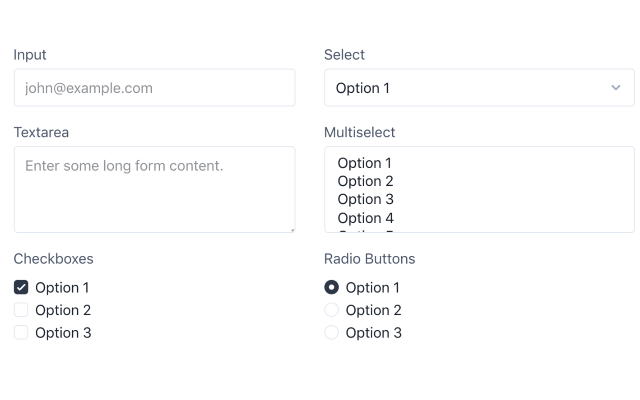 Input
john@example.com
Select
Option 1
Textarea
Enter some long form content.
Multiselect
Option 1
Option 2
Option 3
Option 4
Checkboxes
Option 1
Option 2
Option 3
Radio Buttons
Option 1
Option 2
Option 3